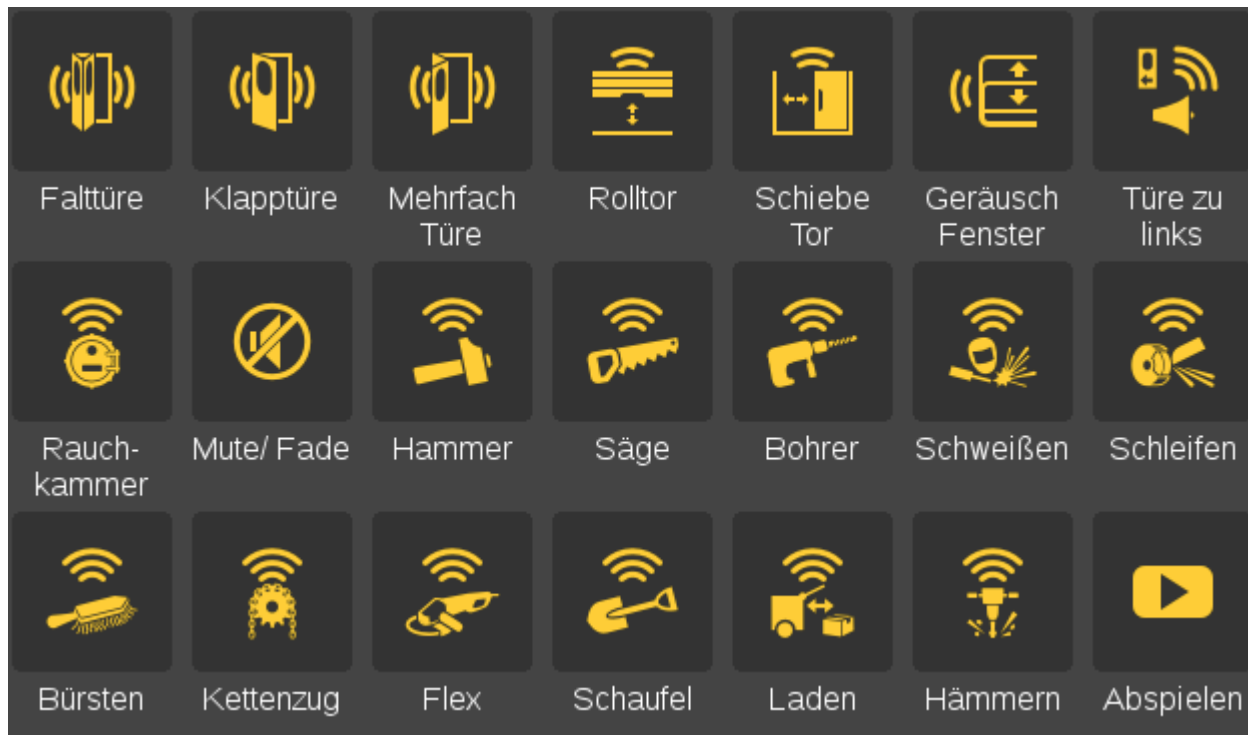 Falttüre
Klapptüre
Mehrfach
Türe
Rolltor
Schiebe
Tor
Geräusch
Fenster
Türe zu
links
Rauch-
kammer
Mute/ Fade
Hammer
Säge
Bohrer
Schweißen
Schleifen
Bürsten
Kettenzug
Flex
Schaufel
Laden
Hämmern
Abspielen